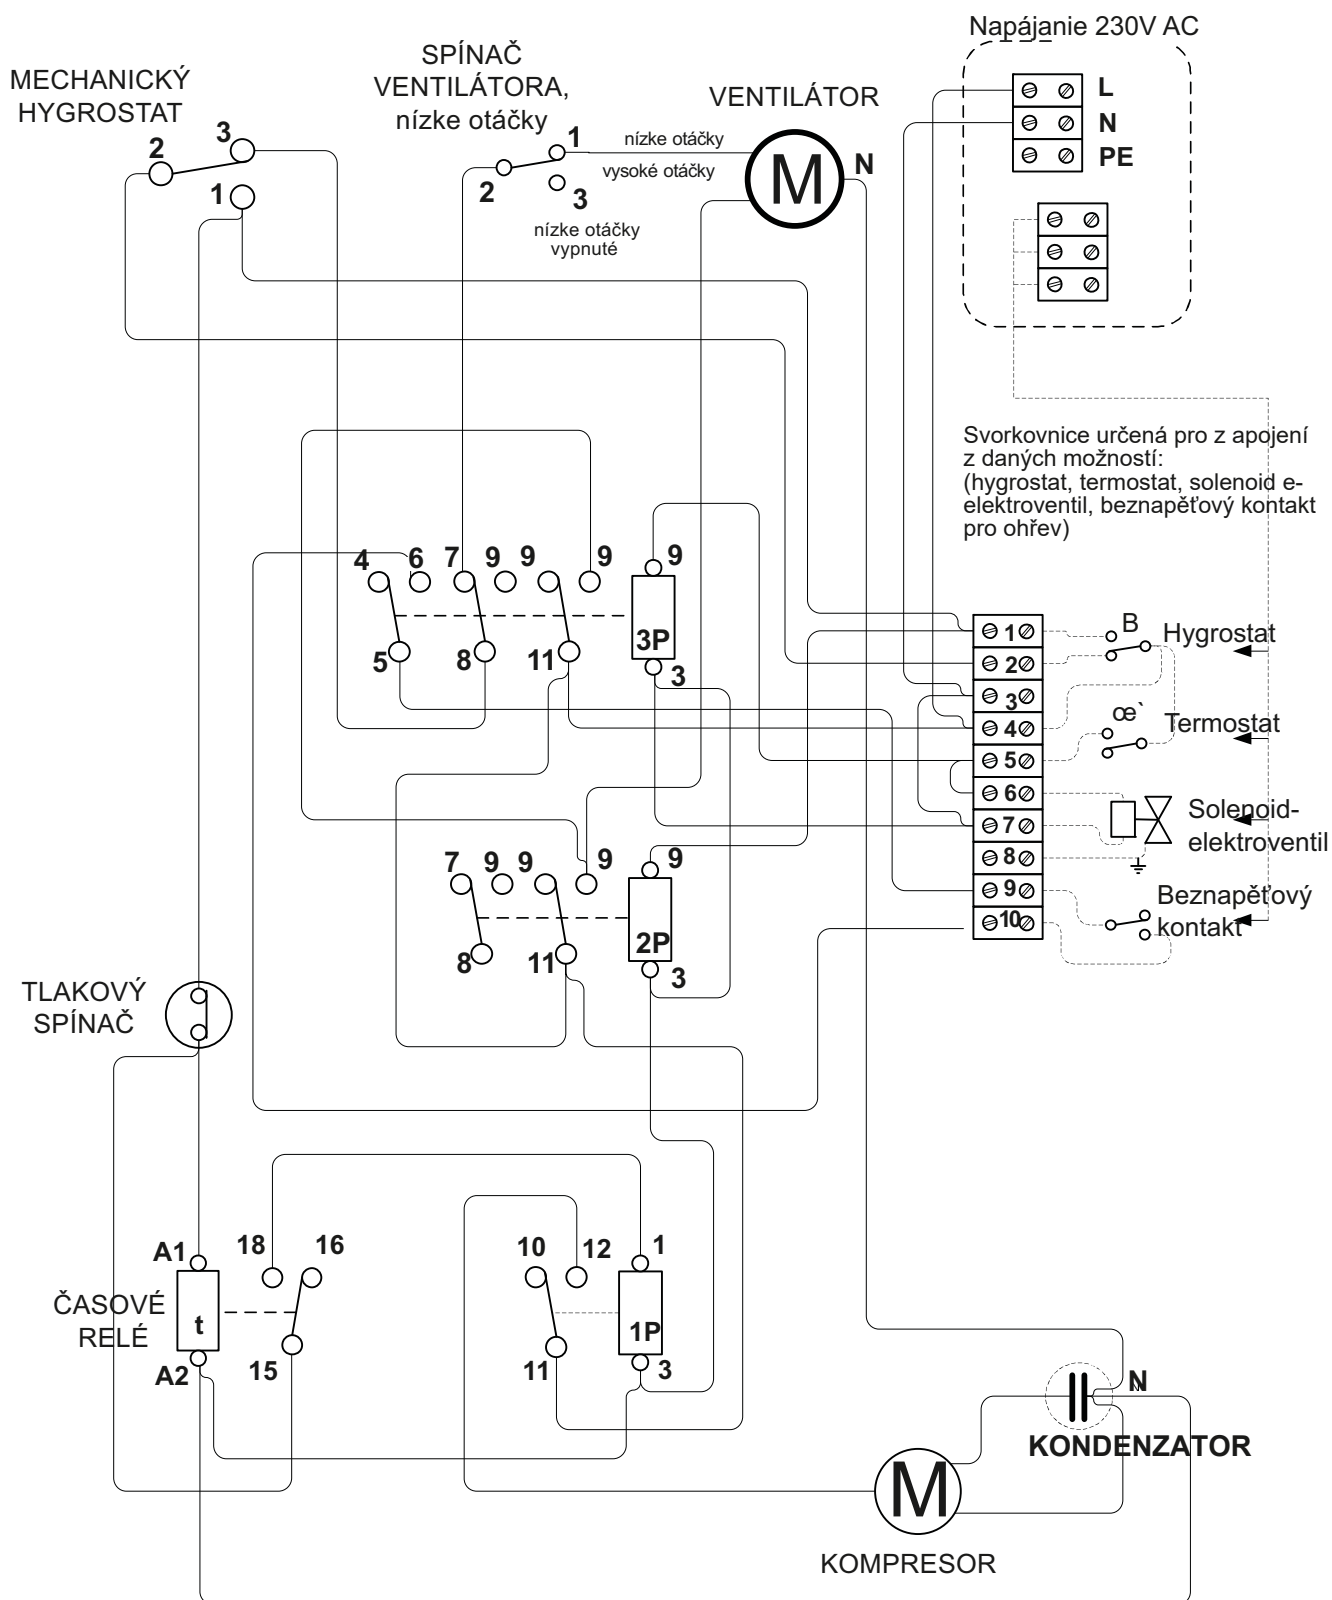 Napájanie 230V AC
MECHANICKÝ
HYGROSTAT
SPÍNAČ
VENTILÁTORA,
nízke otáčky
VENTILÁTOR
L
N
PE
3
2
1
1
2
3
nízke otáčky
vysoké otáčky
nízke otáčky
vypnuté
M
N
Svorkovnice určená pro z apojení
z daných možností:
(hygrostat, termostat, solenoid e-
elektroventil, beznapěťový kontakt
pro ohřev)
4
6
7
9
9
9
9
3P
5
8
11
3
1
2
3
4
5
6
7
8
9
10
B
Hygrostat
œ`
Termostat
Solenoid-
elektroventil
Beznapěťový
kontakt
7
9
9
9
9
2P
8
11
3
TLAKOVÝ
SPÍNAČ
A1
18
16
10
12
1
ČASOVÉ
RELÉ
t
1P
A2
15
11
3
N
KONDENZATOR
M
KOMPRESOR